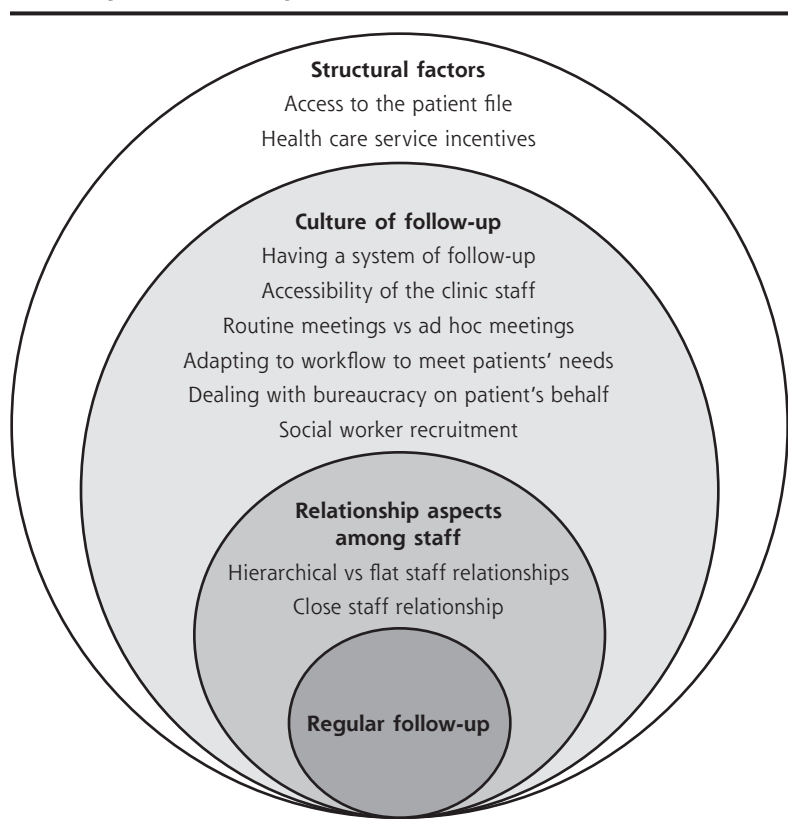 Structural factors
Access to the patient file
Health care service incentives
Culture of follow-up
Having a system of follow-up
Accessibility of the clinic staff
Routine meetings vs ad hoc meetings
Adapting to workflow to meet patients' needs
Dealing with bureaucracy on patient's behalf
Social worker recruitment
Relationship aspects
among staff
Hierarchical vs flat staff relationships
Close staff relationship
Regular follow-up